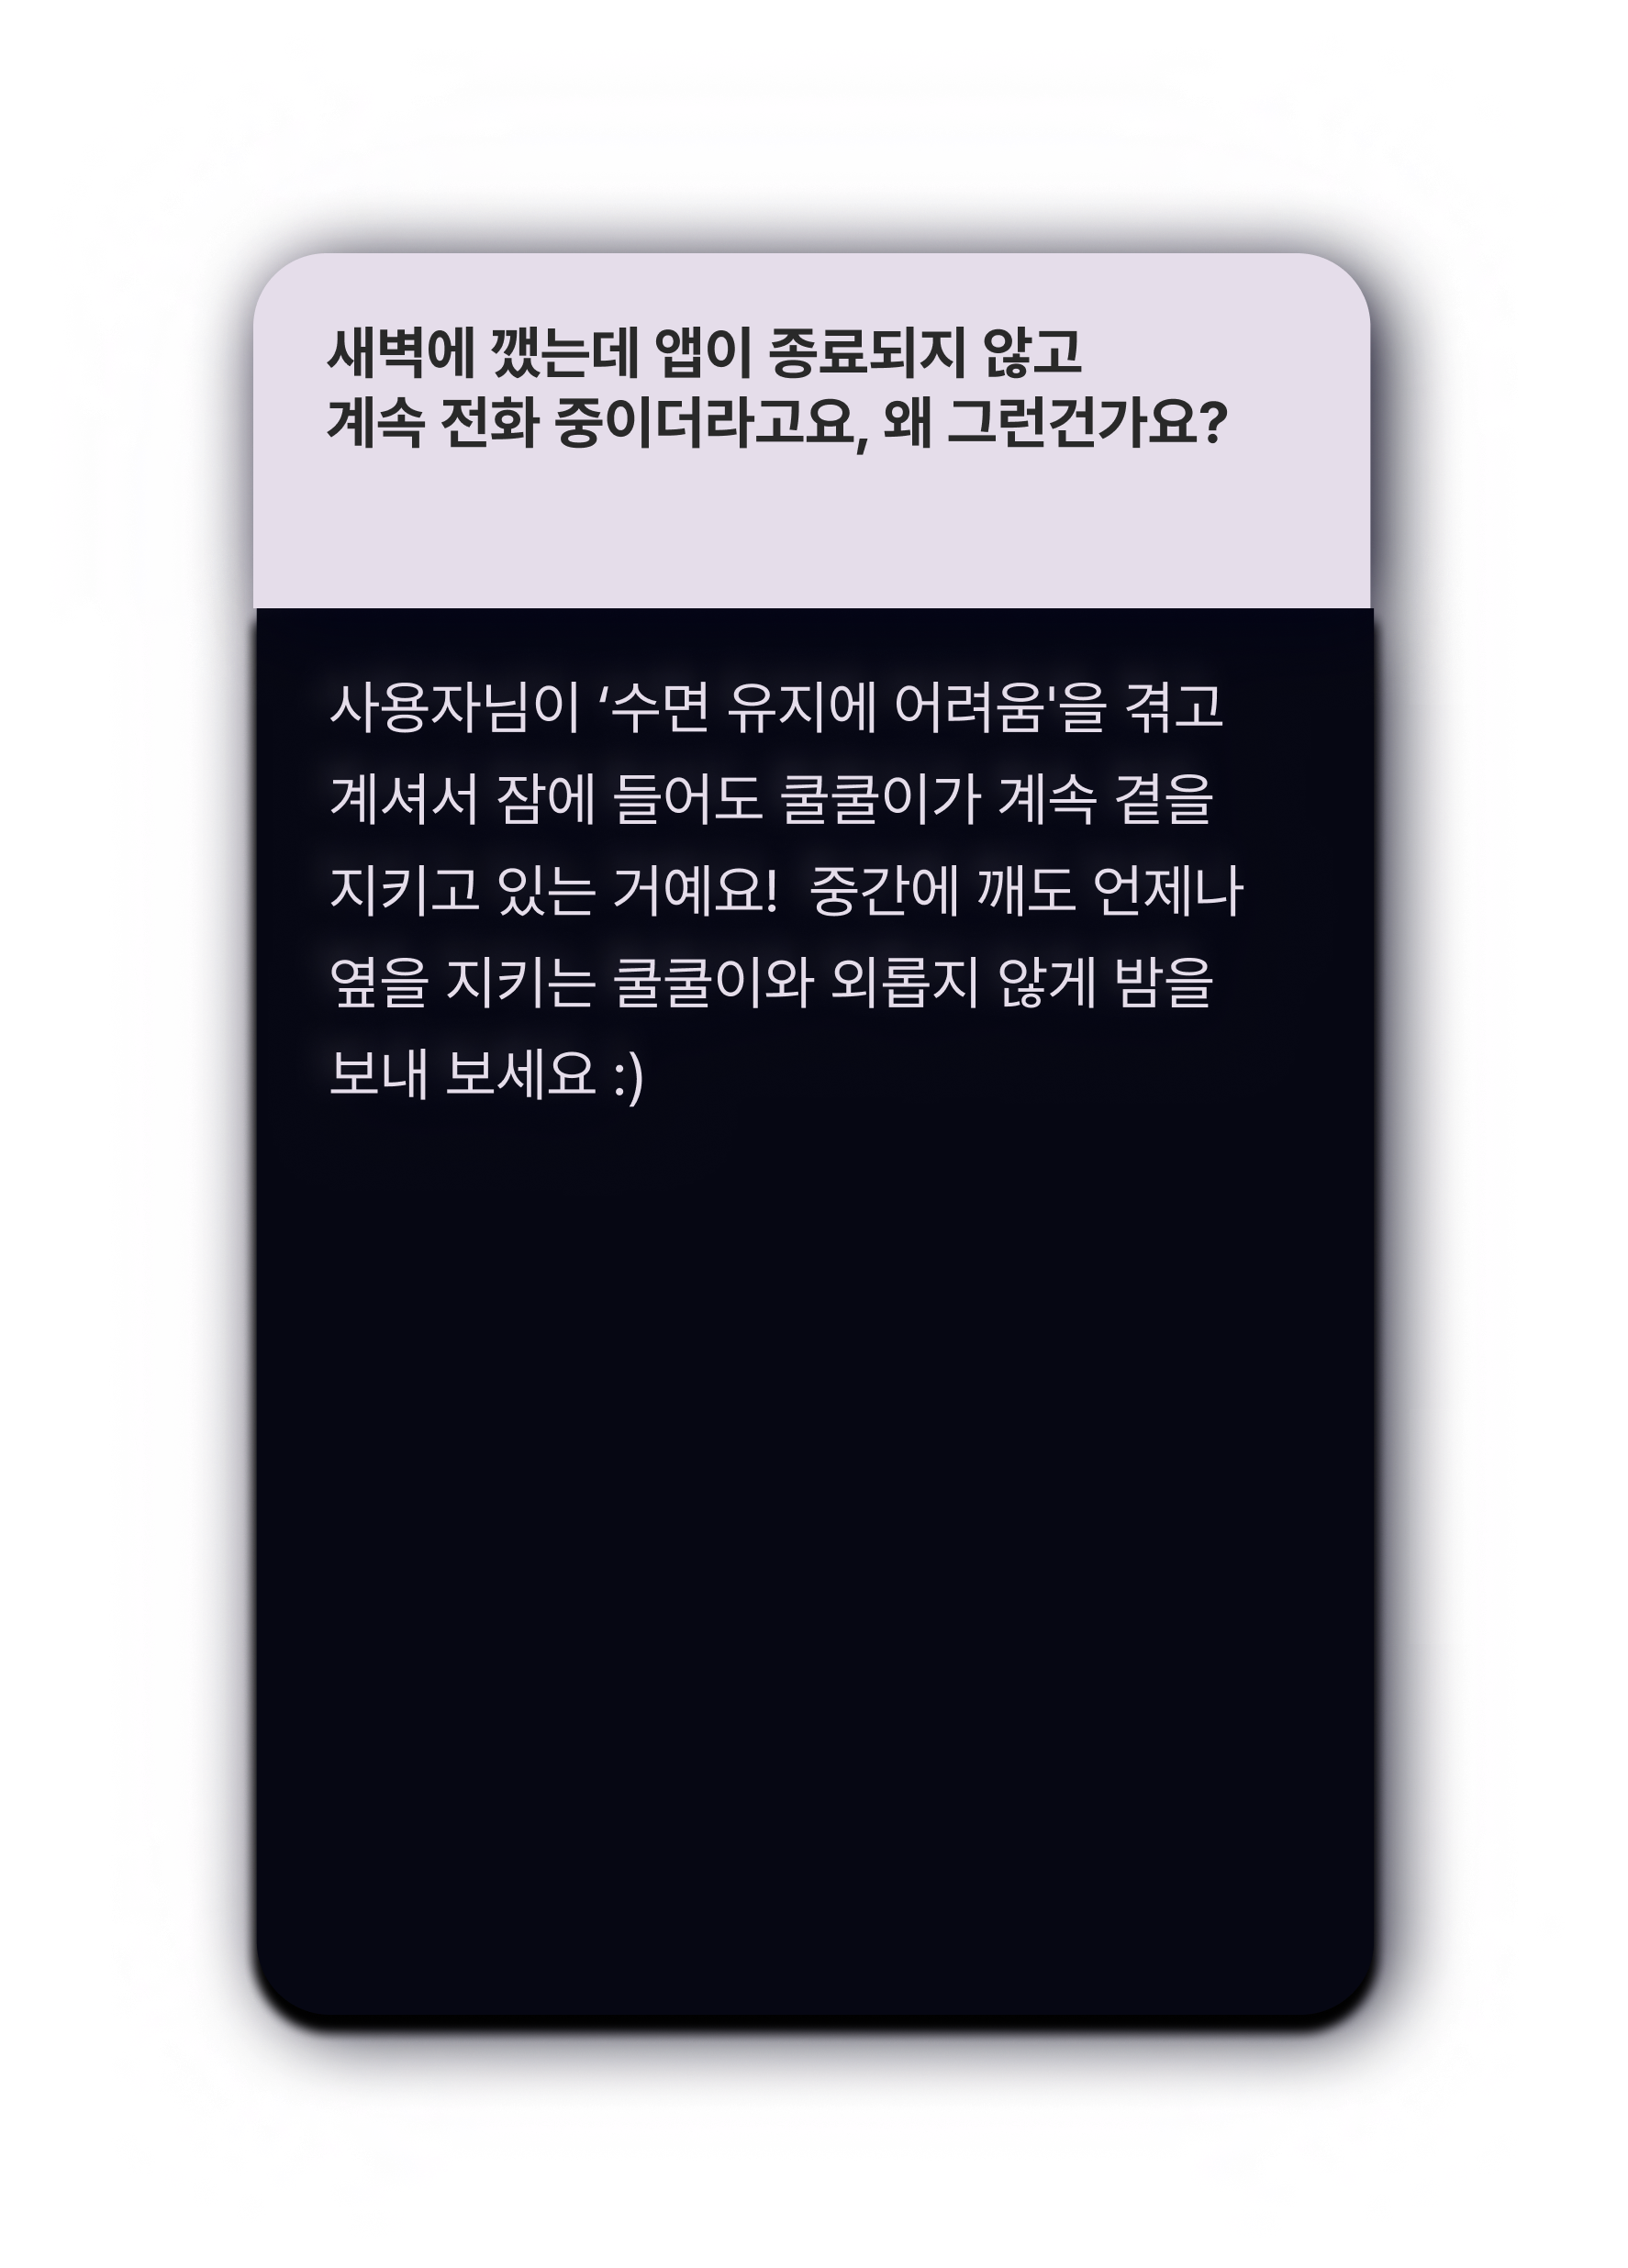 새벽에 깼는데 앱이 종료되지 않고
계속 전화 중이더라고요, 왜 그런건가요?
사용자님이 ‘수면 유지에 어려움'을 겪고
계셔서 잠에 들어도 쿨쿨이가 계속 곁을
지키고 있는 거예요!  중간에 깨도 언제나
옆을 지키는 쿨쿨이와 외롭지 않게 밤을
보내 보세요 :)